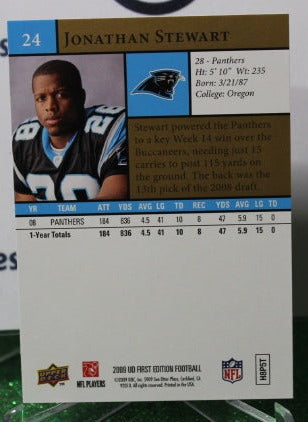 24 JONATHAN STEWART
28 - Panthers
Ht: 5' 10" Wt: 235
Born: 3/21/87
College: Oregon
Stewart powered the Panthers
to a key Week 14 win over the
Buccaneers, needing just 15
carries to post 115 yards on
the ground. The back was the
13th pick of the 2008 draft.
YR TEAM ATT YDS AVG LG TD REC YDS AVG LG TD
08 PANTHERS 184 836 4.5 41 10 8 47 5.9 15 0
1-Year Totals 184 836 4.5 41 10 8 47 5.9 15 0
UPPER DECK
NFL PLAYERS
2009 UD FIRST EDITION FOOTBALL
NFL
HBP5T
28